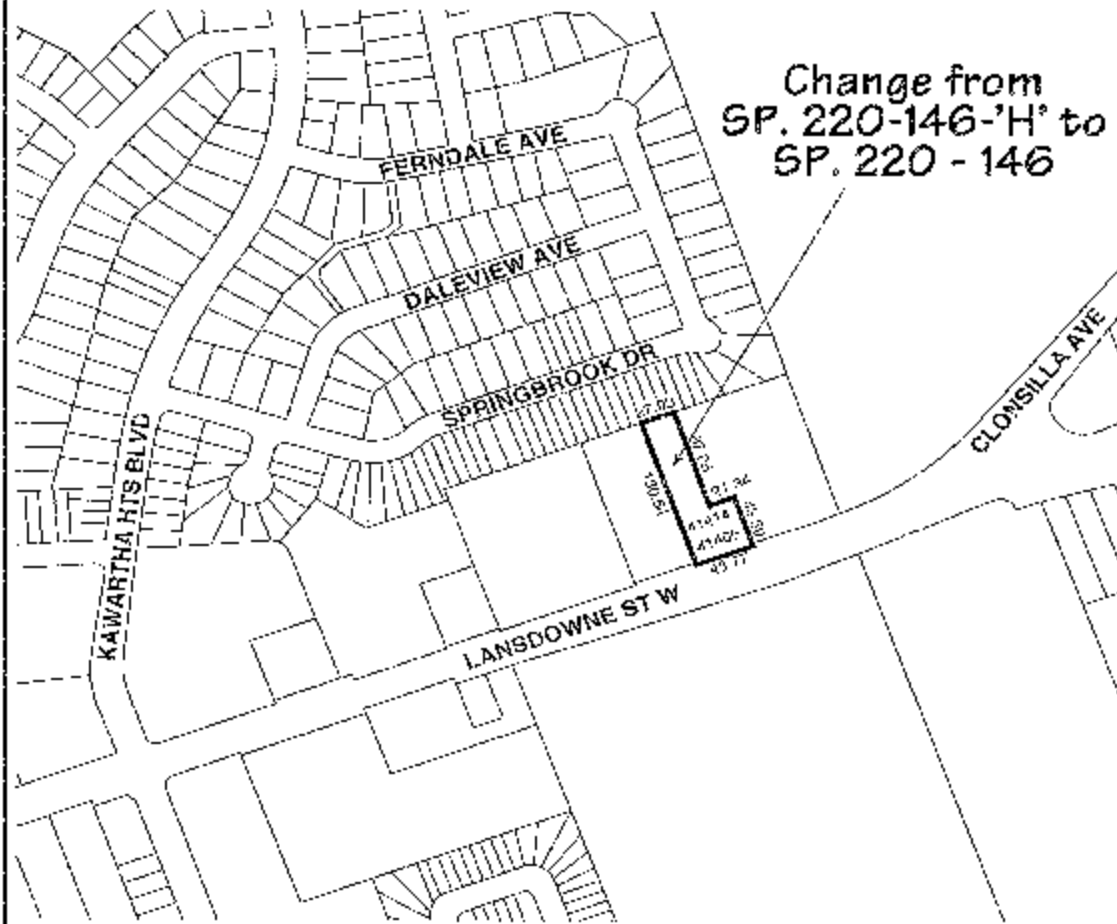 Change from
SP. 220-146-'H' to
SP. 220 - 146
FERNDALE AVE
DALEVIEW AVE
SPRINGBROOK DR
CLONSILLA AVE
KAWARTHA HTS BLVD
LANSDOWNE ST W